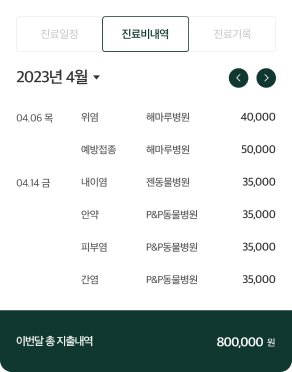 진료일정 진료비내역 진료기록
2023년 4월
04.06 목 위염 해마루병원 40,000
예방접종 해마루병원 50,000
04.14 금 내이염 젠동물병원 35,000
안약 P&P동물병원 35,000
피부염 P&P동물병원 35,000
간염 P&P동물병원 35,000
이번달 총 지출내역 800,000 원